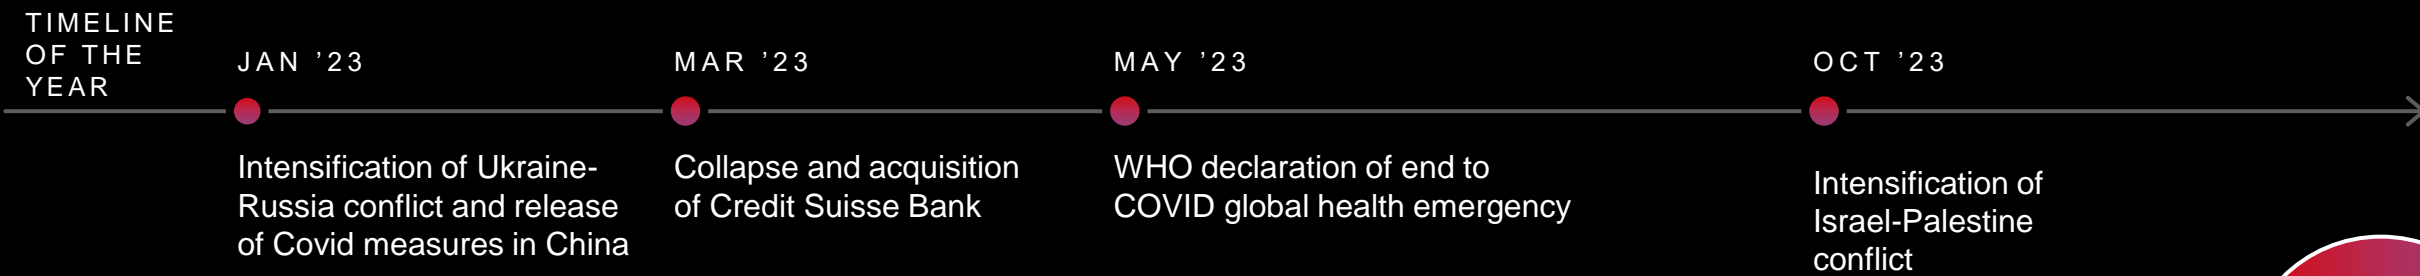 TIMELINE
OF THE
YEAR
JAN ’23
Intensification of Ukraine-
Russia conflict and release
of Covid measures in China
MAR ’23
Collapse and acquisition
of Credit Suisse Bank
MAY ’23
WHO declaration of end to
COVID global health emergency
OCT ’23
Intensification of
Israel-Palestine
conflict